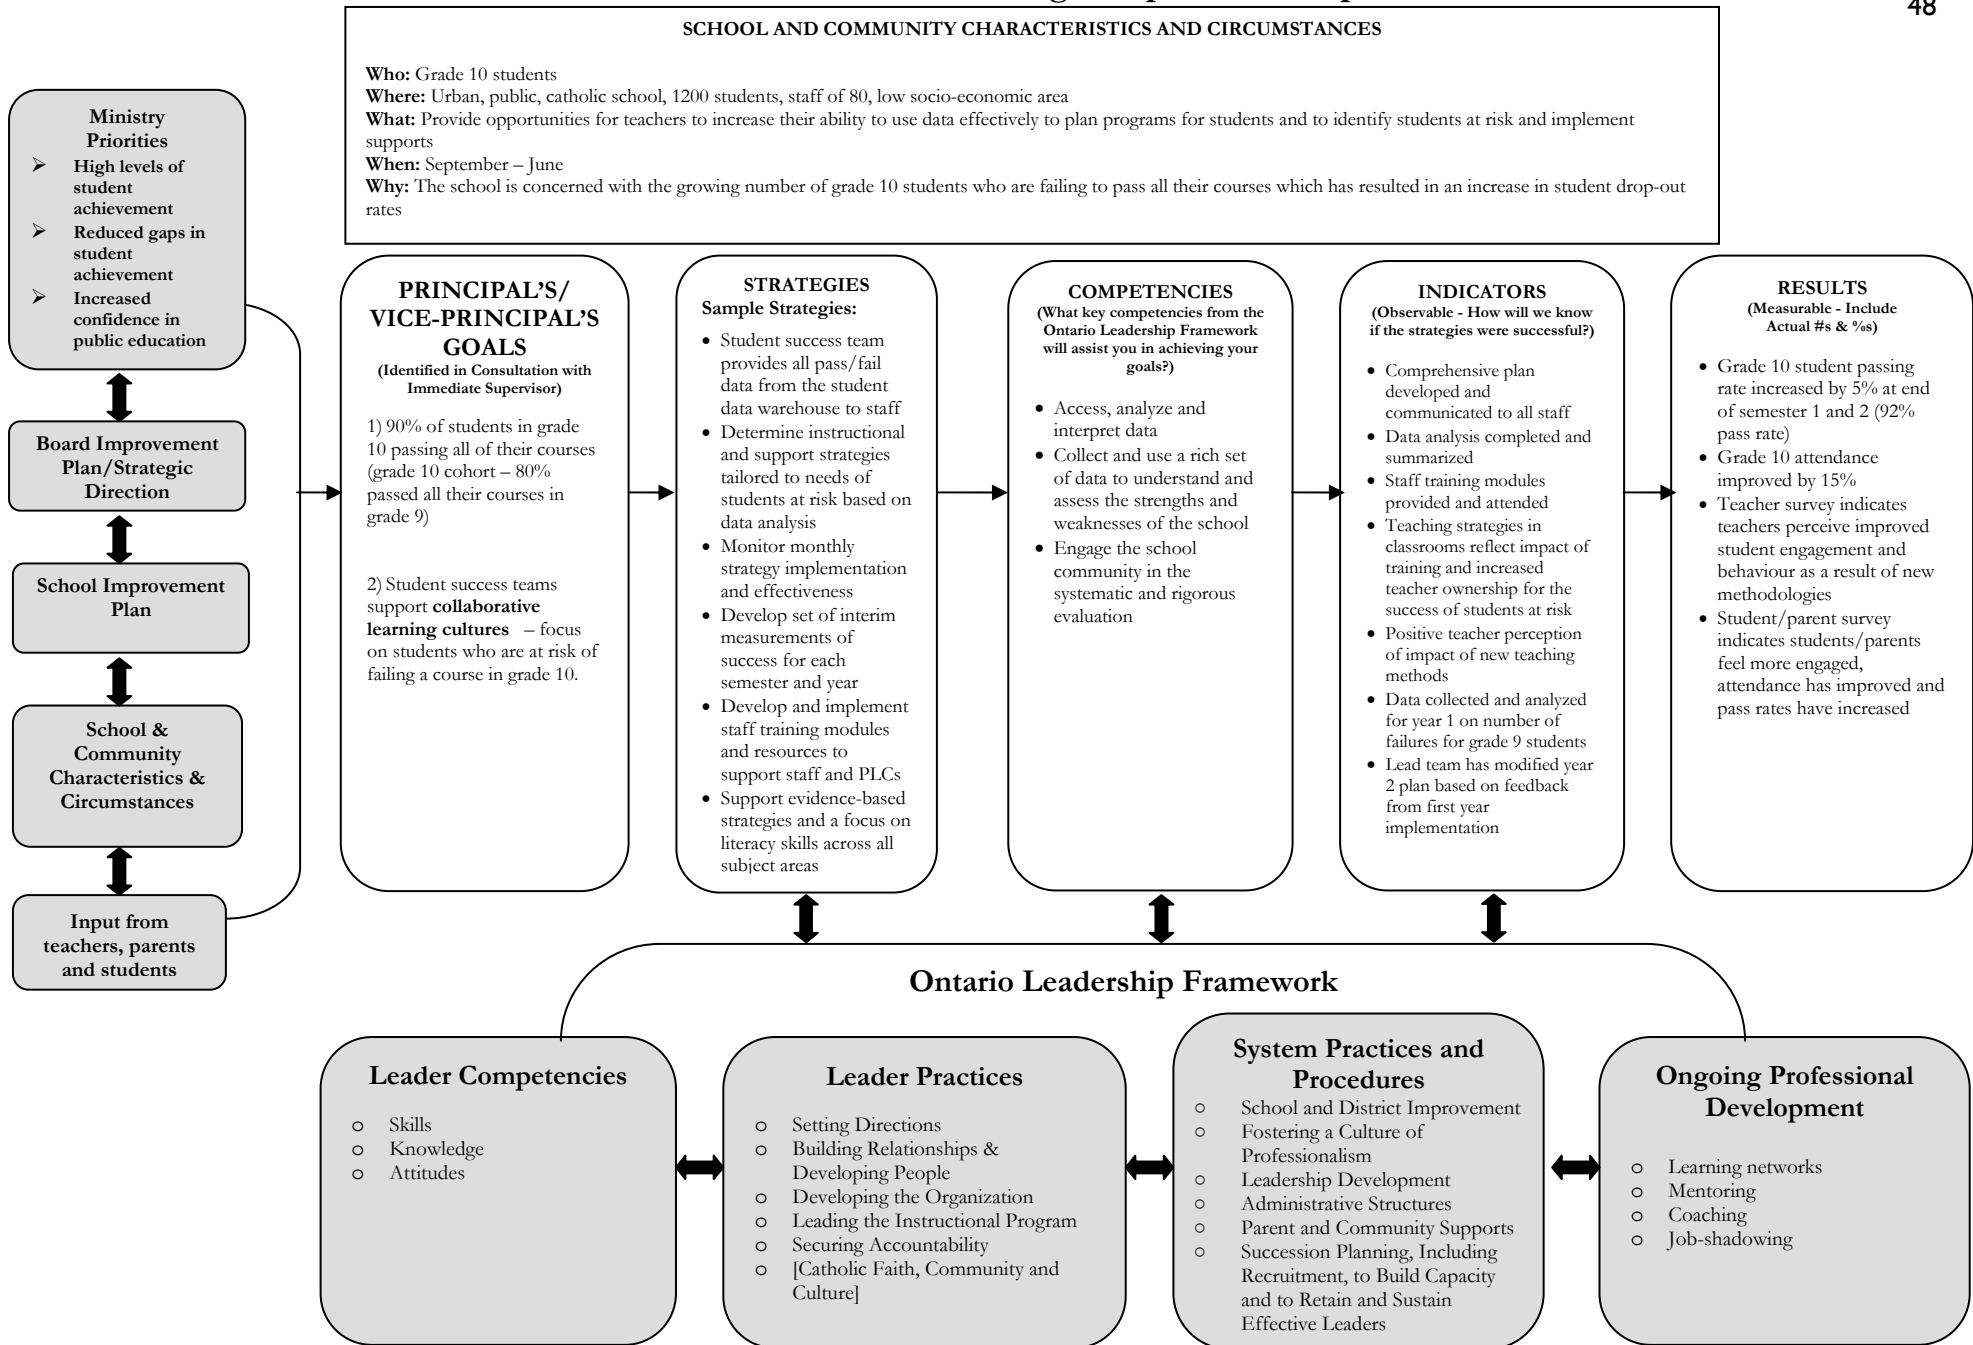 48
SCHOOL AND COMMUNITY CHARACTERISTICS AND CIRCUMSTANCES
Who: Grade 10 students
Where: Urban, public, catholic school, 1200 students, staff of 80, low socio-economic area
What: Provide opportunities for teachers to increase their ability to use data effectively to plan programs for students and to identify students at risk and implement
supports
When: September – June
Why: The school is concerned with the growing number of grade 10 students who are failing to pass all their courses which has resulted in an increase in student drop-out
rates
Ministry
Priorities
➢ High levels of
student
achievement
➢ Reduced gaps in
student
achievement
➢ Increased
confidence in
public education
Board Improvement
Plan/Strategic
Direction
School Improvement
Plan
School &
Community
Characteristics &
Circumstances
Input from
teachers, parents
and students
PRINCIPAL'S/
VICE-PRINCIPAL'S
GOALS
(Identified in Consultation with
Immediate Supervisor)
1) 90% of students in grade
10 passing all of their courses
(grade 10 cohort – 80%
passed all their courses in
grade 9)
2) Student success teams
support collaborative
learning cultures – focus
on students who are at risk of
failing a course in grade 10.
STRATEGIES
Sample Strategies:
• Student success team
provides all pass/fail
data from the student
data warehouse to staff
• Determine instructional
and support strategies
tailored to needs of
students at risk based on
data analysis
• Monitor monthly
strategy implementation
and effectiveness
• Develop set of interim
measurements of
success for each
semester and year
• Develop and implement
staff training modules
and resources to
support staff and PLCs
• Support evidence-based
strategies and a focus on
literacy skills across all
subject areas
COMPETENCIES
(What key competencies from the
Ontario Leadership Framework
will assist you in achieving your
goals?)
• Access, analyze and
interpret data
• Collect and use a rich set
of data to understand and
assess the strengths and
weaknesses of the school
• Engage the school
community in the
systematic and rigorous
evaluation
INDICATORS
(Observable - How will we know
if the strategies were successful?)
• Comprehensive plan
developed and
communicated to all staff
• Data analysis completed and
summarized
• Staff training modules
provided and attended
• Teaching strategies in
classrooms reflect impact of
training and increased
teacher ownership for the
success of students at risk
• Positive teacher perception
of impact of new teaching
methods
• Data collected and analyzed
for year 1 on number of
failures for grade 9 students
• Lead team has modified year
2 plan based on feedback
from first year
implementation
RESULTS
(Measurable - Include
Actual #s & %s)
• Grade 10 student passing
rate increased by 5% at end
of semester 1 and 2 (92%
pass rate)
• Grade 10 attendance
improved by 15%
• Teacher survey indicates
teachers perceive improved
student engagement and
behaviour as a result of new
methodologies
• Student/parent survey
indicates students/parents
feel more engaged,
attendance has improved and
pass rates have increased
Ontario Leadership Framework
Leader Competencies
o Skills
o Knowledge
o Attitudes
Leader Practices
o Setting Directions
o Building Relationships &
Developing People
o Developing the Organization
o Leading the Instructional Program
o Securing Accountability
o [Catholic Faith, Community and
Culture]
System Practices and
Procedures
o School and District Improvement
o Fostering a Culture of
Professionalism
o Leadership Development
o Administrative Structures
o Parent and Community Supports
o Succession Planning, Including
Recruitment, to Build Capacity
and to Retain and Sustain
Effective Leaders
Ongoing Professional
Development
o Learning networks
o Mentoring
o Coaching
o Job-shadowing